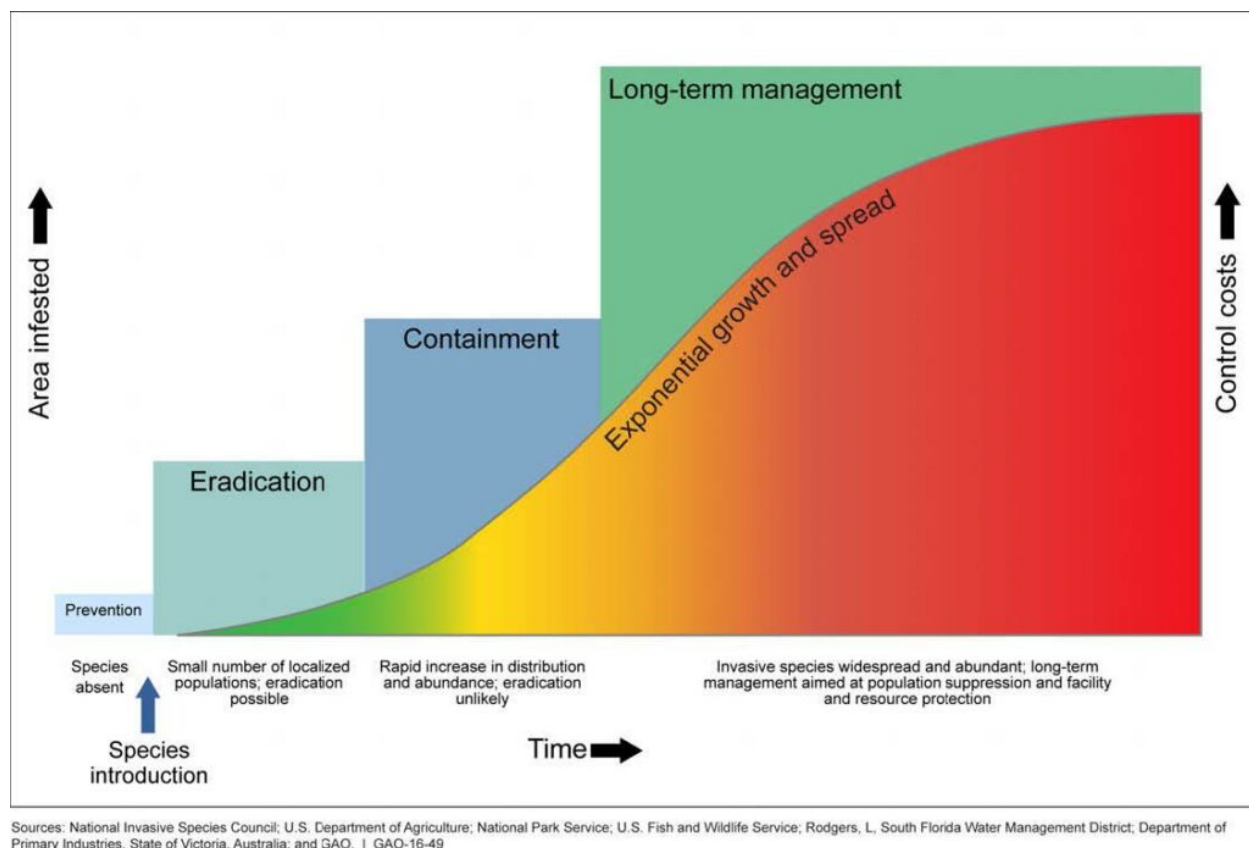 Long-term management
Exponential growth and spread
Containment
Eradication
Prevention
Area infested
Control costs
Species
absent
Small number of localized
populations; eradication
possible
Rapid increase in distribution
and abundance; eradication
unlikely
Invasive species widespread and abundant; long-term
management aimed at population suppression and facility
and resource protection
Species
introduction
Time
Sources: National Invasive Species Council; U.S. Department of Agriculture; National Park Service; U.S. Fish and Wildlife Service; Rodgers, L, South Florida Water Management District; Department of
Primary Industries, State of Victoria, Australia; and GAO. | GAO-16-49